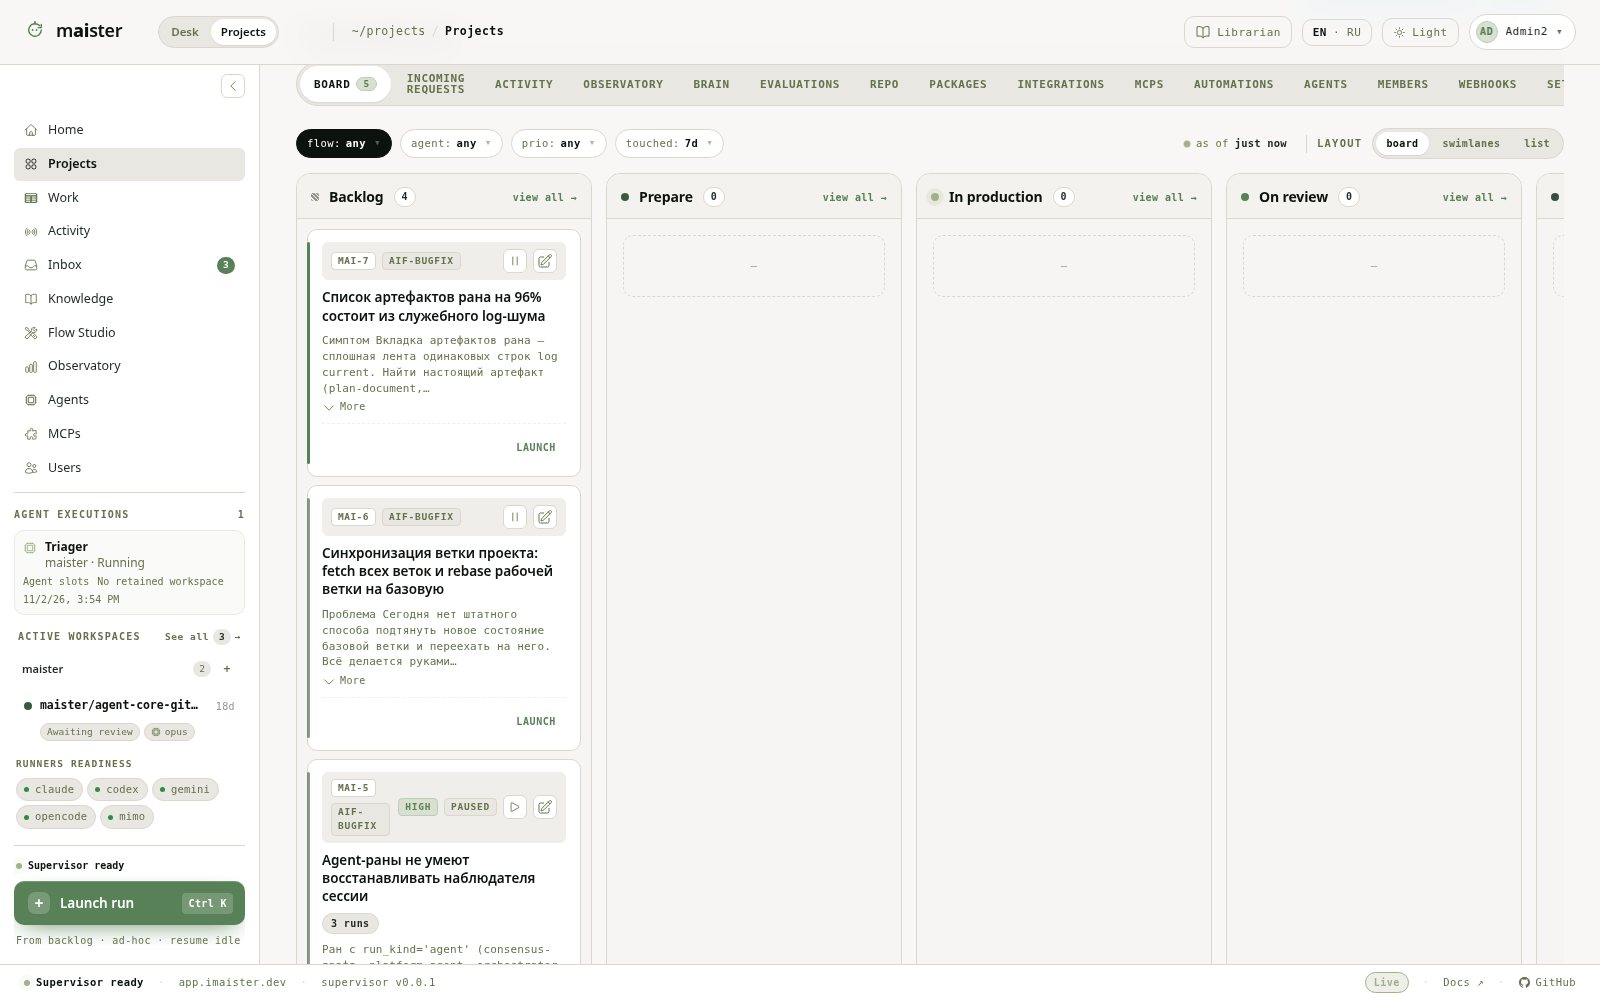 maister
Desk
Projects
~/projects / Projects
Librarian
EN · RU
Light
AD Admin2 ▾
Home
Projects
Work
Activity
Inbox 3
Knowledge
Flow Studio
Observatory
Agents
MCPs
Users
AGENT EXECUTIONS 1
Triager
maister · Running
Agent slots No retained workspace
11/2/26, 3:54 PM
ACTIVE WORKSPACES See all 3 →
maister 2 +
maister/agent-core-git… 18d
Awaiting review opus
RUNNERS READINESS
claude codex gemini
opencode mimo
Supervisor ready
+ Launch run Ctrl K
From backlog · ad-hoc · resume idle
BOARD 5
INCOMING
REQUESTS
ACTIVITY
OBSERVATORY
BRAIN
EVALUATIONS
REPO
PACKAGES
INTEGRATIONS
MCPS
AUTOMATIONS
AGENTS
MEMBERS
WEBHOOKS
flow: any ▾
agent: any ▾
prio: any ▾
touched: 7d ▾
as of just now
LAYOUT board swimlanes list
Backlog 4 view all →
MAI-7 AIF-BUGFIX
Список артефактов рана на 96%
состоит из служебного log-шума
Симптом Вкладка артефактов рана —
сплошная лента одинаковых строк log
current. Найти настоящий артефакт
(plan-document,…
More
LAUNCH
MAI-6 AIF-BUGFIX
Синхронизация ветки проекта:
fetch всех веток и rebase рабочей
ветки на базовую
Проблема Сегодня нет штатного
способа подтянуть новое состояние
базовой ветки и переехать на него.
Всё делается руками…
More
LAUNCH
MAI-5
AIF-
BUGFIX
HIGH PAUSED
Agent-раны не умеют
восстанавливать наблюдателя
сессии
3 runs
Ран с run_kind='agent' (consensus-
Prepare 0 view all →
—
In production 0 view all →
—
On review 0 view all →
—
Supervisor ready · app.imaister.dev · supervisor v0.0.1
Live · Docs ↗ · GitHub